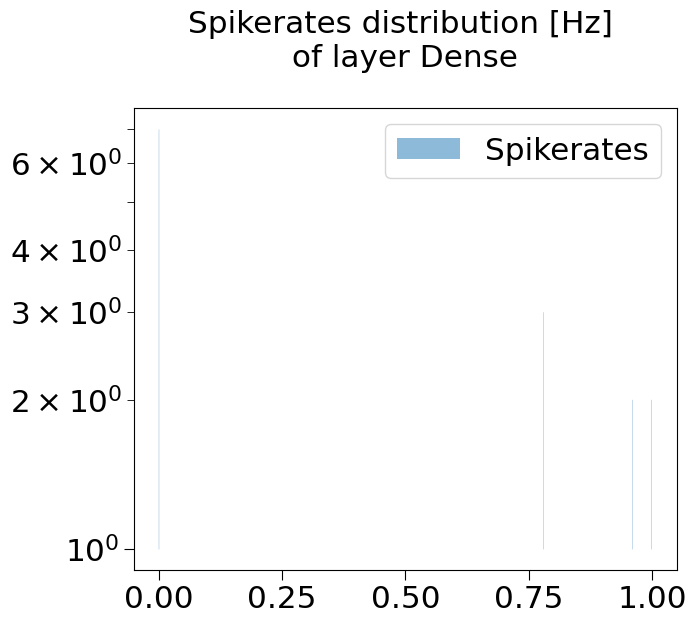 Spikerates distribution [Hz]
of layer Dense
Spikerates
6 × 10⁰
4 × 10⁰
3 × 10⁰
2 × 10⁰
10⁰
0.00 0.25 0.50 0.75 1.00